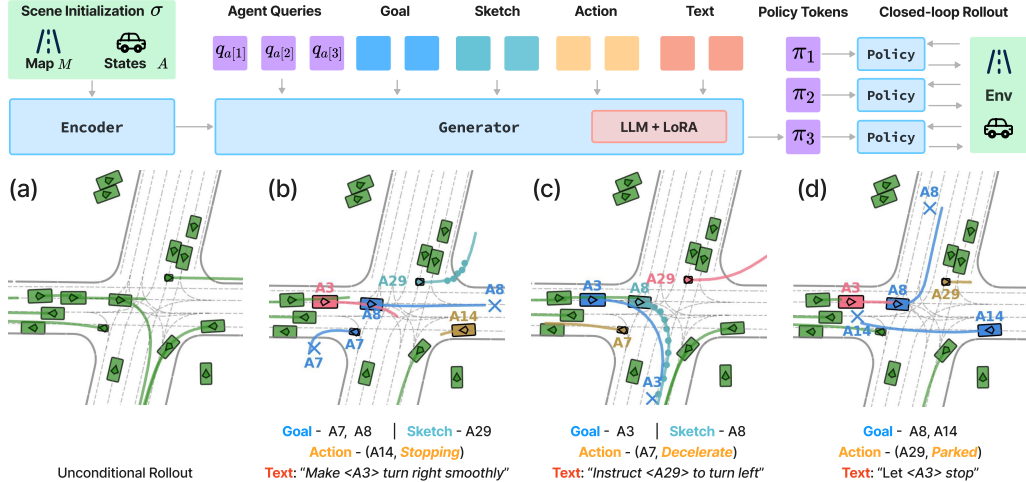 Scene Initialization σ
Map M States A
Agent Queries Goal Sketch Action Text Policy Tokens Closed-loop Rollout
q_a[1] q_a[2] q_a[3]
π1 Policy
Encoder Generator LLM + LoRA
π2 Policy
Env
π3 Policy
(a) (b) (c) (d)
A8
A29
A29
A3
A8
A8
A14
A7
A7
A3
A8
A29
A7
A3
A3
A8
A29
A14
A14
Unconditional Rollout
Goal - A7, A8 | Sketch - A29
Action - (A14, Stopping)
Text: “Make <A3> turn right smoothly”
Goal - A3 | Sketch - A8
Action - (A7, Decelerate)
Text: “Instruct <A29> to turn left”
Goal - A8, A14
Action - (A29, Parked)
Text: “Let <A3> stop”